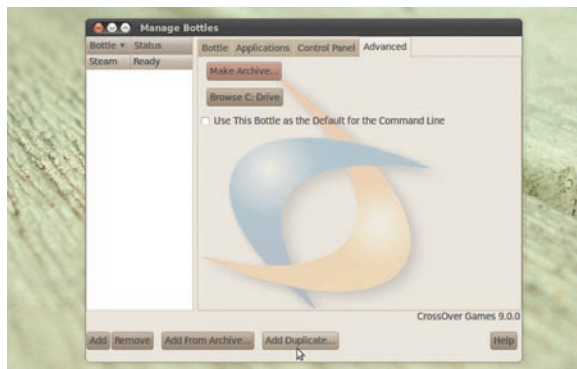 Manage Bottles
Bottle Status
Steam Ready
Bottle Applications Control Panel Advanced
Make Archive...
Browse C: Drive
Use This Bottle as the Default for the Command Line
CrossOver Games 9.0.0
Add Remove Add From Archive... Add Duplicate... Help